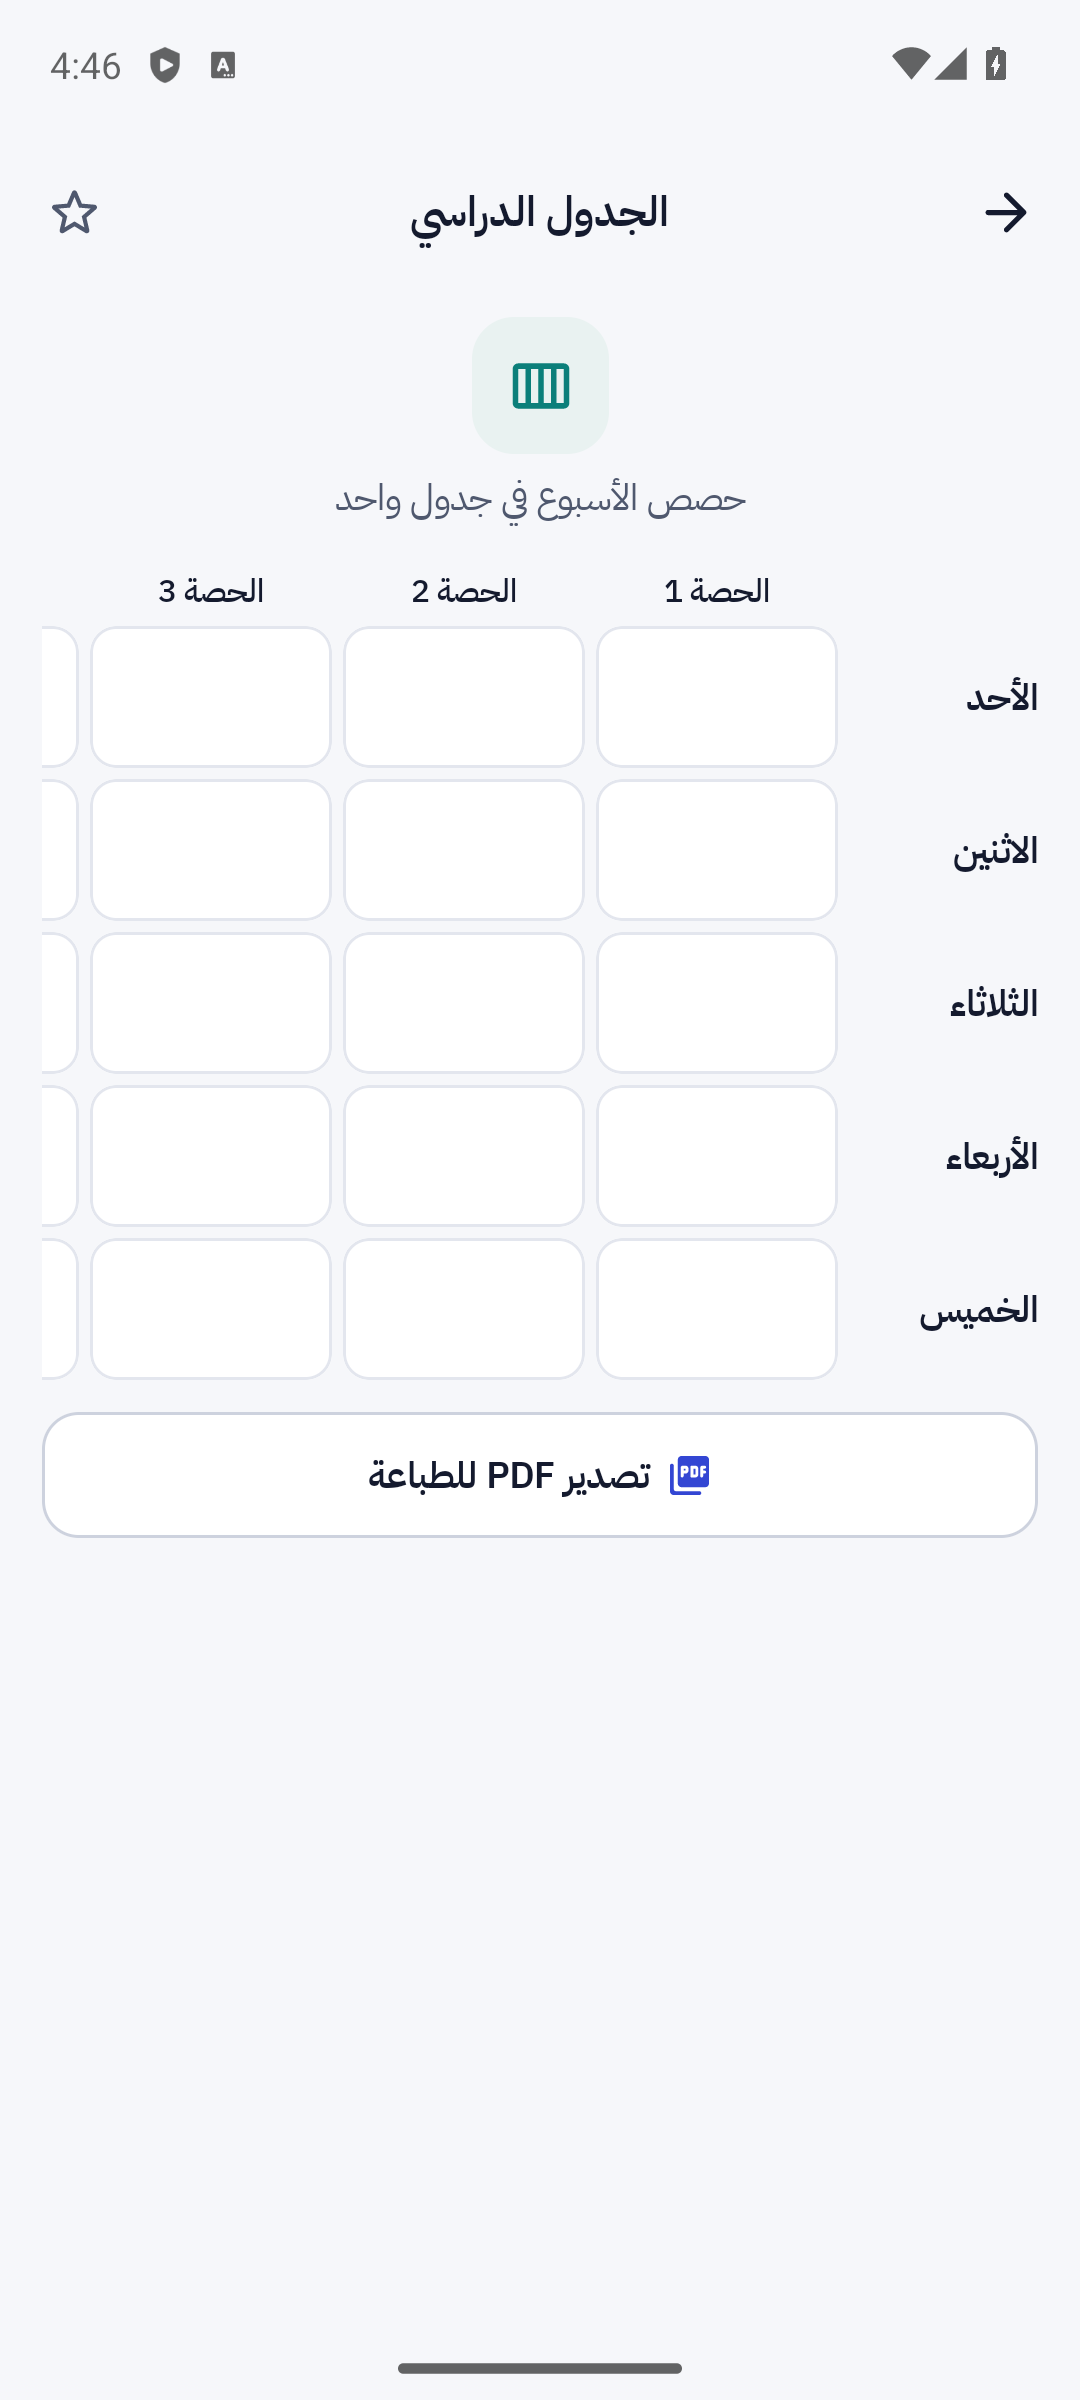 4:46
الجدول الدراسي
حصص الأسبوع في جدول واحد
الحصة 1 الحصة 2 الحصة 3
الأحد
الاثنين
الثلاثاء
الأربعاء
الخميس
تصدير PDF للطباعة